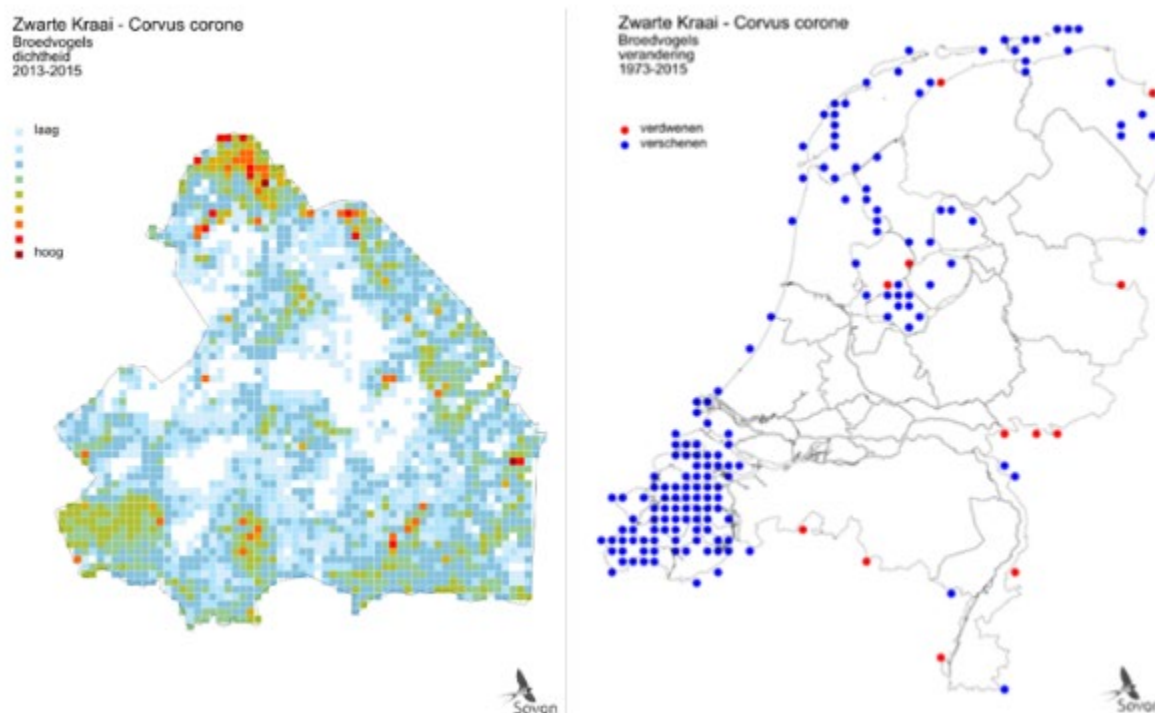 Zwarte Kraai - Corvus corone
Broedvogels
dichtheid
2013-2015
laag
hoog
Sovon
Zwarte Kraai - Corvus corone
Broedvogels
verandering
1973-2015
verdwenen
verschenen
Sovon